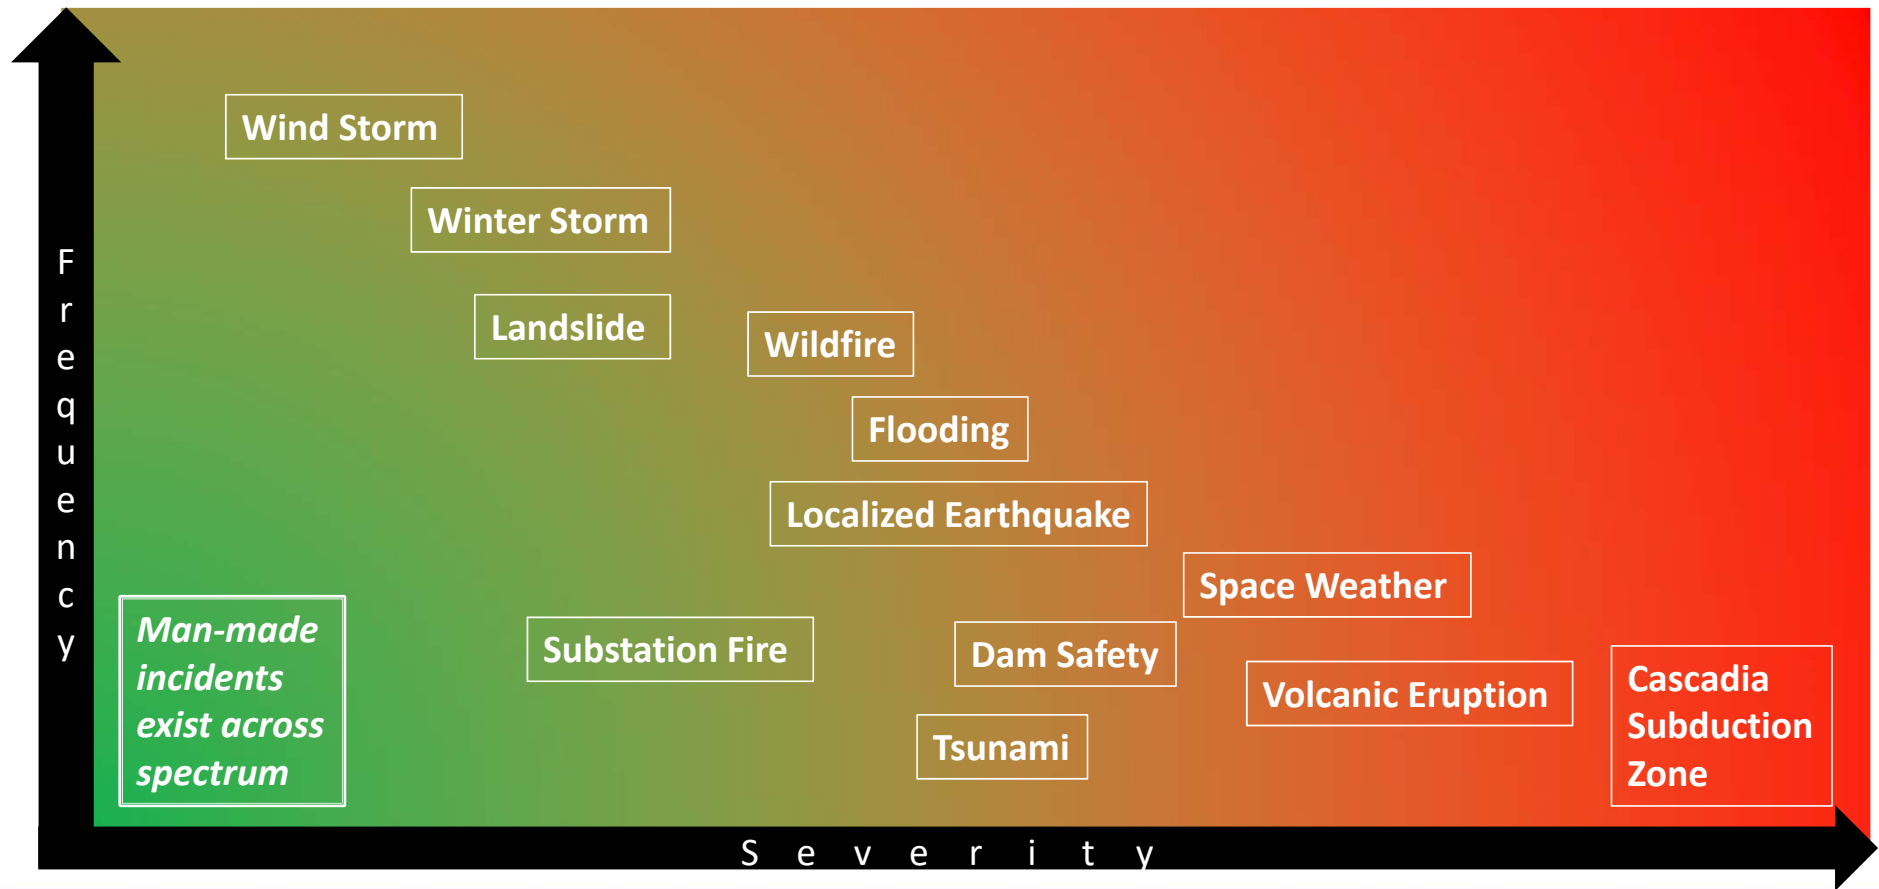 Frequency
Wind Storm
Winter Storm
Landslide
Wildfire
Flooding
Localized Earthquake
Space Weather
Man-made
incidents
exist across
spectrum
Substation Fire
Dam Safety
Volcanic Eruption
Cascadia
Subduction
Zone
Tsunami
Severity